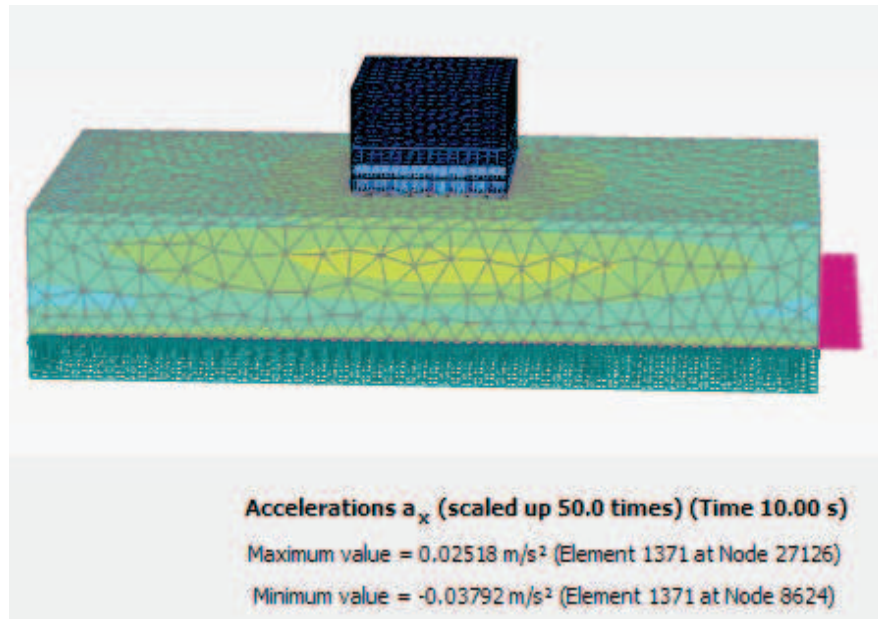 Accelerations aₓ (scaled up 50.0 times) (Time 10.00 s)
Maximum value = 0.02518 m/s² (Element 1371 at Node 27126)
Minimum value = -0.03792 m/s² (Element 1371 at Node 8624)